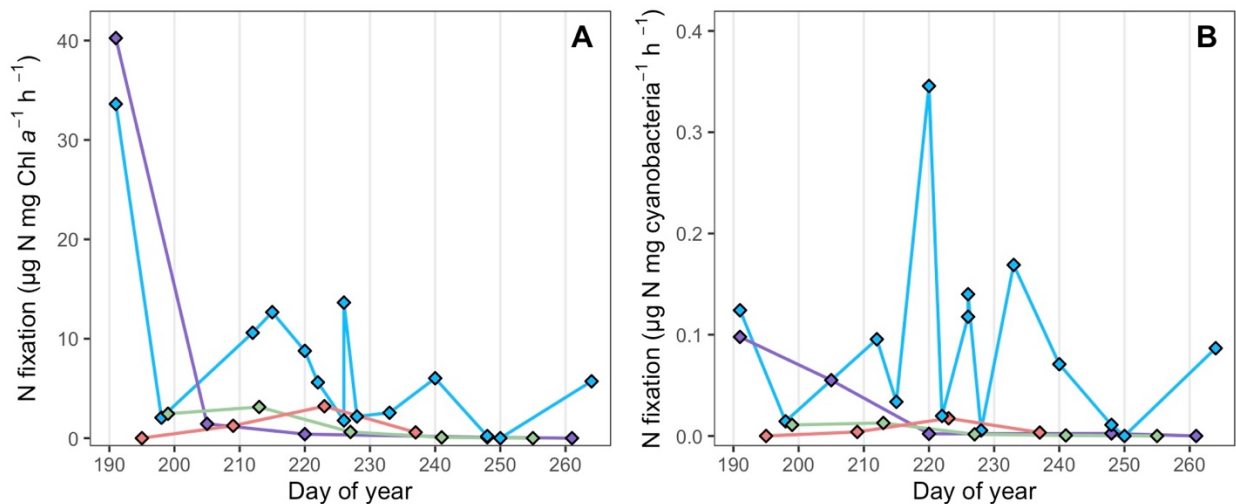 A
N fixation (µg N mg Chl a⁻¹ h⁻¹)
40
30
20
10
0
190 200 210 220 230 240 250 260
Day of year
B
N fixation (µg N mg cyanobacteria⁻¹ h⁻¹)
0.4
0.3
0.2
0.1
0.0
190 200 210 220 230 240 250 260
Day of year